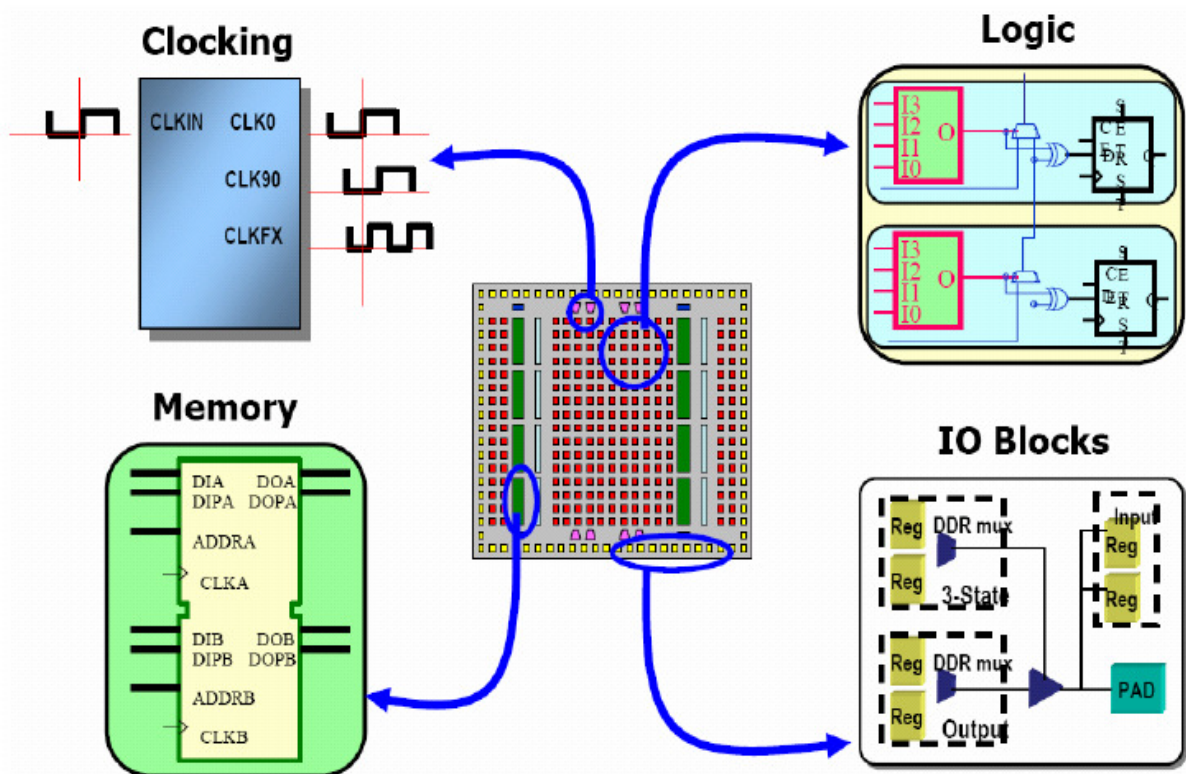 Clocking
CLKIN CLK0
CLK90
CLKFX
Logic
I3
I2
I1
I0
O
S
CE
R
I3
I2
I1
I0
O
S
CE
R
Memory
DIA DOA
DIPA DOPA
ADDRA
CLKA
DIB DOB
DIPB DOPB
ADDRB
CLKB
IO Blocks
Reg DDR mux
Reg
3-State
Input
Reg
Reg
Reg DDR mux
Reg
Output
PAD